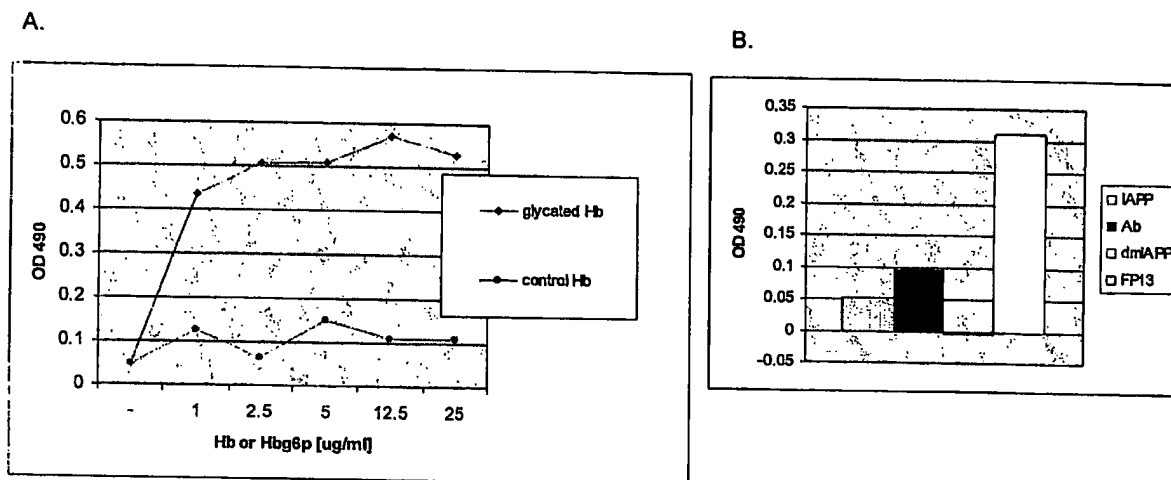 A.
0.6
0.5
0.4
0.3
0.2
0.1
0
OD 490
- 1 2.5 5 12.5 25
Hb or Hbg6p [ug/ml]
glycated Hb
control Hb
B.
0.35
0.3
0.25
0.2
0.15
0.1
0.05
0
-0.05
OD 490
IAPP
Ab
dmIAPP
FP13